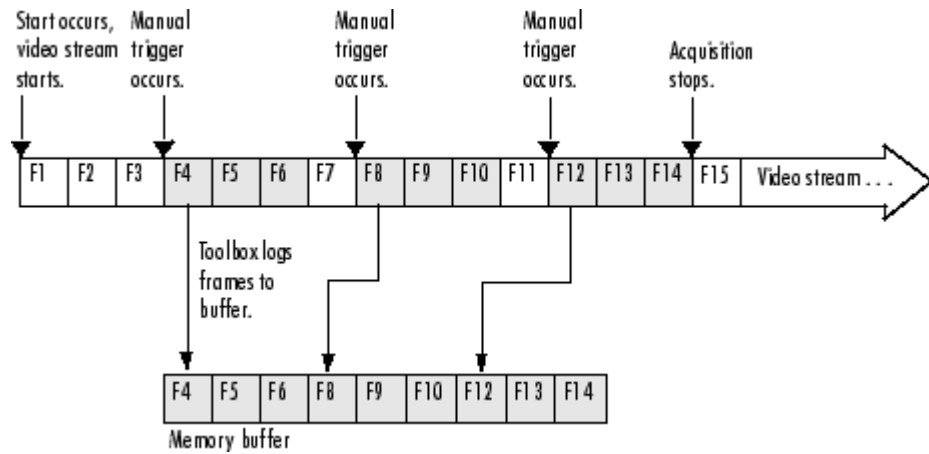 Start occurs,
video stream
starts.
Manual
trigger
occurs.
Manual
trigger
occurs.
Manual
trigger
occurs.
Acquisition
stops.
F1 F2 F3 F4 F5 F6 F7 F8 F9 F10 F11 F12 F13 F14 F15 Video stream . . .
Toolbox logs
frames to
buffer.
F4 F5 F6 F8 F9 F10 F12 F13 F14
Memory buffer